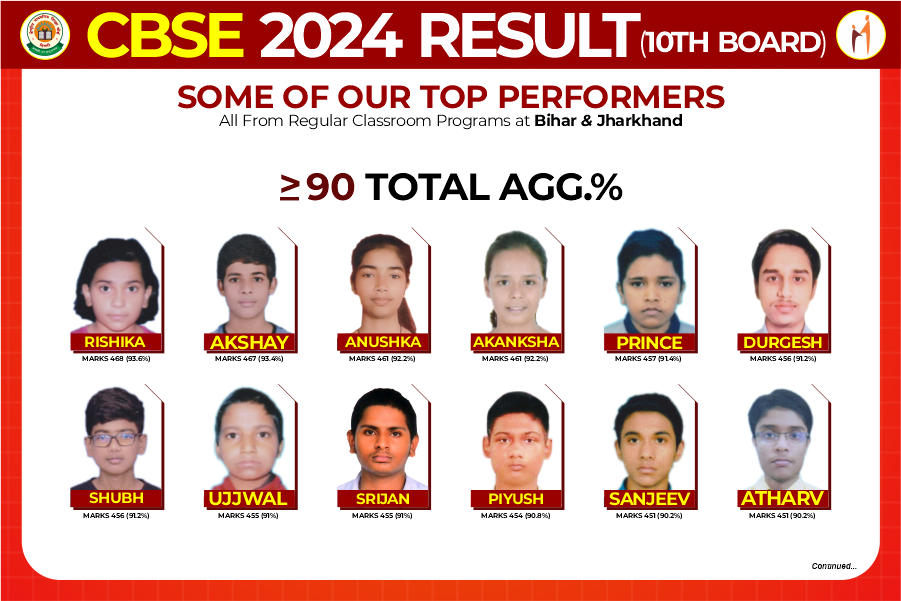 CBSE 2024 RESULT (10TH BOARD)
SOME OF OUR TOP PERFORMERS
All From Regular Classroom Programs at Bihar & Jharkhand
≥90 TOTAL AGG.%
RISHIKA AKSHAY ANUSHKA AKANKSHA PRINCE DURGESH
MARKS 468 (93.6%) MARKS 467 (93.4%) MARKS 461 (92.2%) MARKS 461 (92.2%) MARKS 457 (91.4%) MARKS 456 (91.2%)
SHUBH UJJWAL SRIJAN PIYUSH SANJEEV ATHARV
MARKS 456 (91.2%) MARKS 455 (91%) MARKS 455 (91%) MARKS 454 (90.8%) MARKS 451 (90.2%) MARKS 451 (90.2%)
Continued...